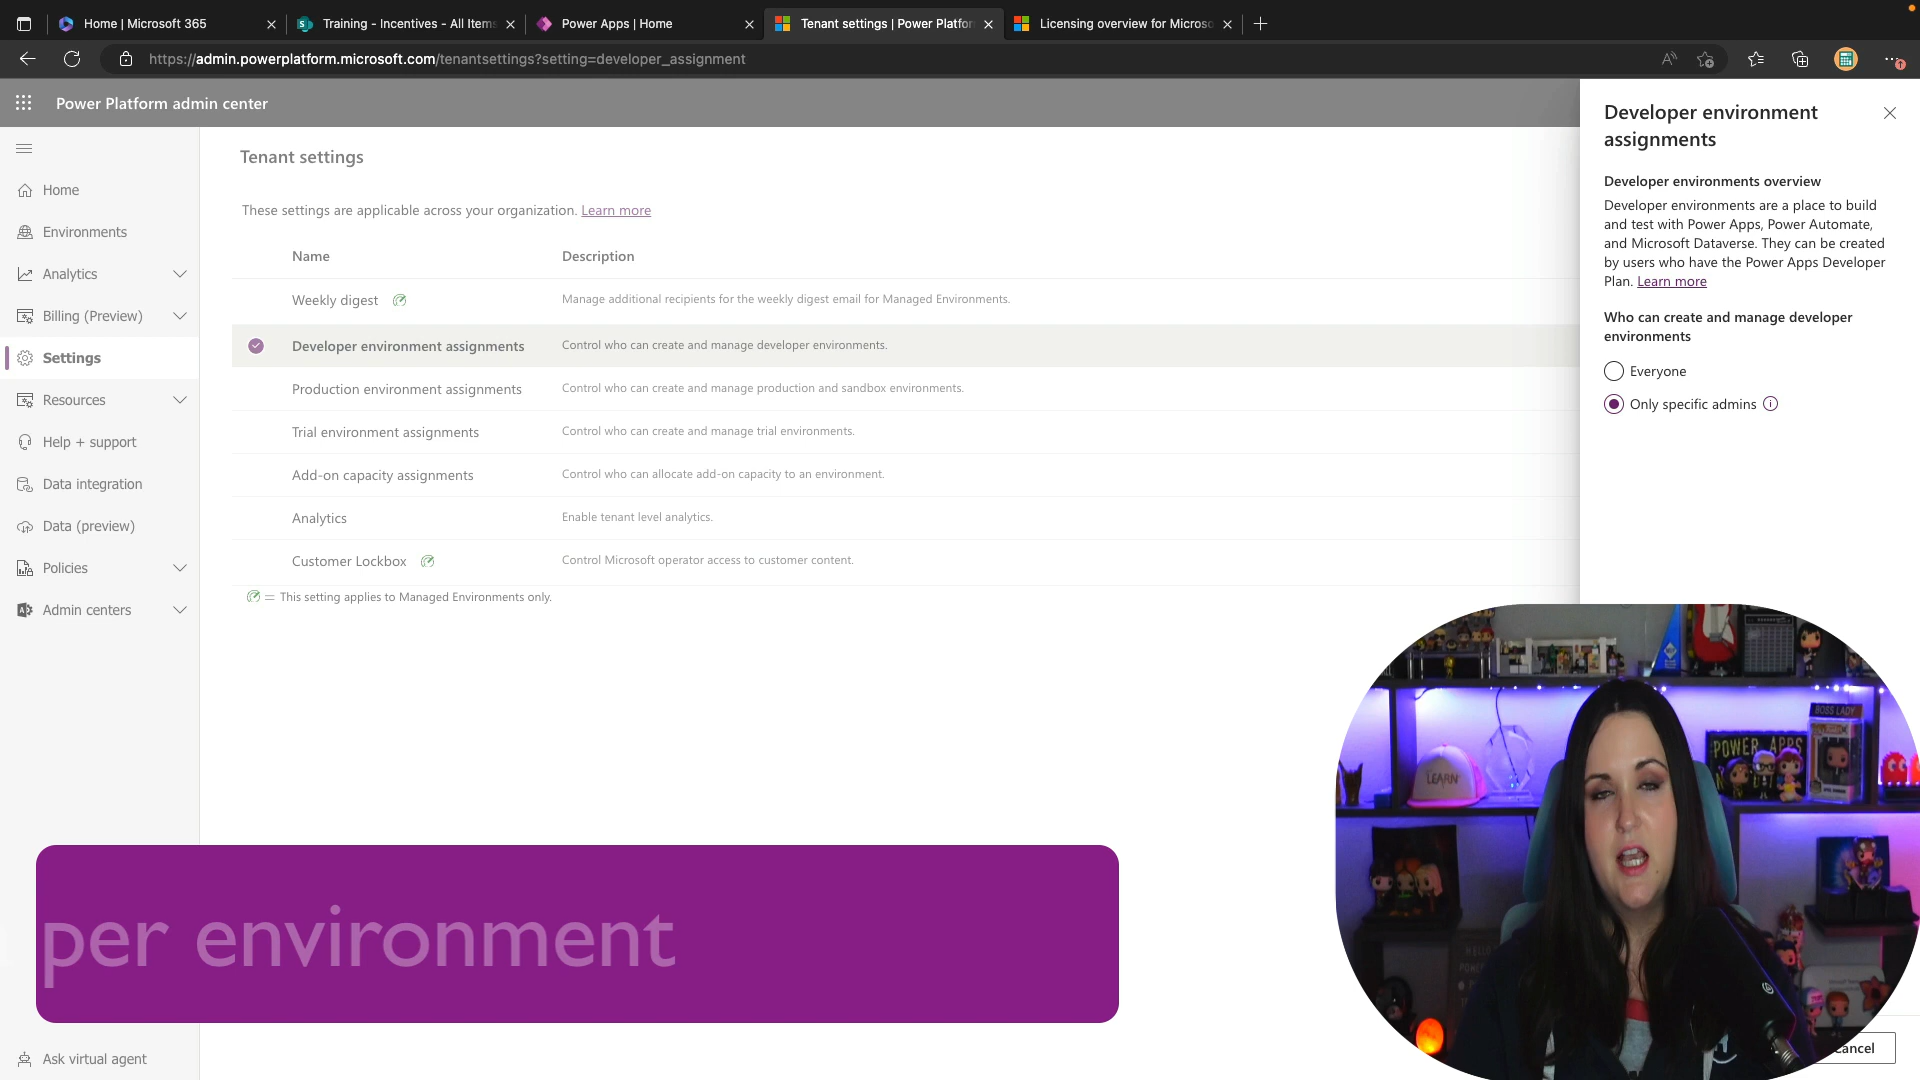 Home | Microsoft 365
Training - Incentives - All Items
Power Apps | Home
Tenant settings | Power Platfor
Licensing overview for Microso
https://admin.powerplatform.microsoft.com/tenantsettings?setting=developer_assignment
Power Platform admin center
Home
Environments
Analytics
Billing (Preview)
Settings
Resources
Help + support
Data integration
Data (preview)
Policies
Admin centers
Ask virtual agent
Tenant settings
These settings are applicable across your organization. Learn more
Name Description
Weekly digest Manage additional recipients for the weekly digest email for Managed Environments.
Developer environment assignments Control who can create and manage developer environments.
Production environment assignments Control who can create and manage production and sandbox environments.
Trial environment assignments Control who can create and manage trial environments.
Add-on capacity assignments Control who can allocate add-on capacity to an environment.
Analytics Enable tenant level analytics.
Customer Lockbox Control Microsoft operator access to customer content.
= This setting applies to Managed Environments only.
Developer environment
assignments
Developer environments overview
Developer environments are a place to build
and test with Power Apps, Power Automate,
and Microsoft Dataverse. They can be created
by users who have the Power Apps Developer
Plan. Learn more
Who can create and manage developer
environments
Everyone
Only specific admins
per environment
BOSS LADY
POWER APPS
LEARN
HELLO
Cancel